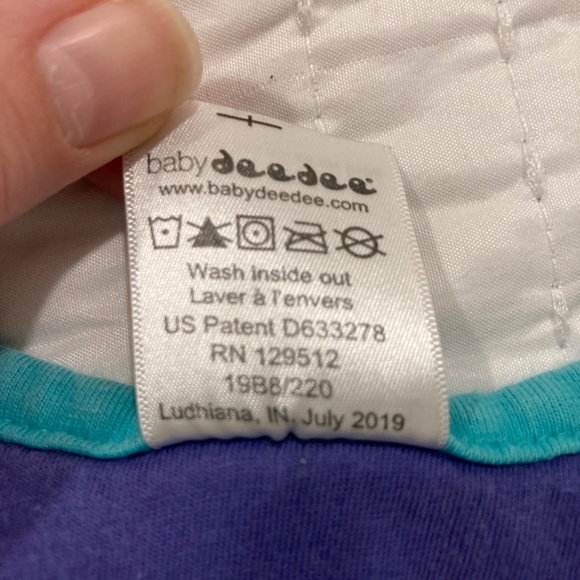 baby deedee
www.babydeedee.com
Wash inside out
Laver à l'envers
US Patent D633278
RN 129512
19B8/220
Ludhiana, IN, July 2019